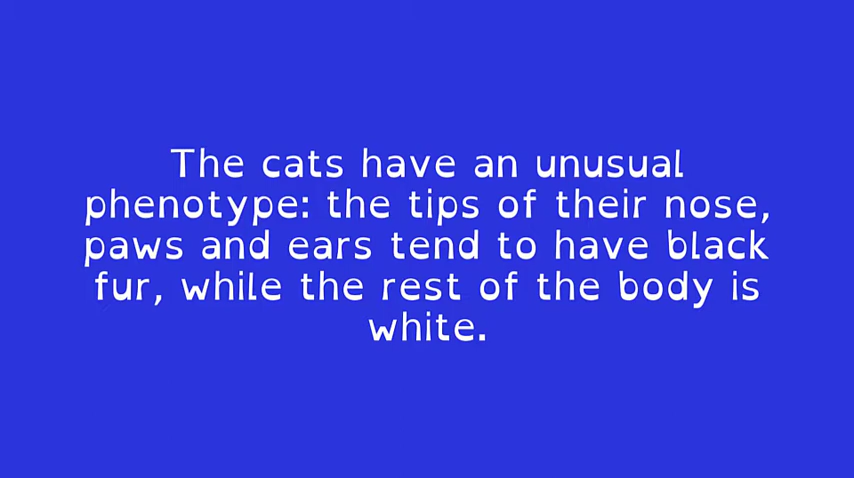 The cats have an unusual
phenotype: the tips of their nose,
paws and ears tend to have black
fur, while the rest of the body is
white.